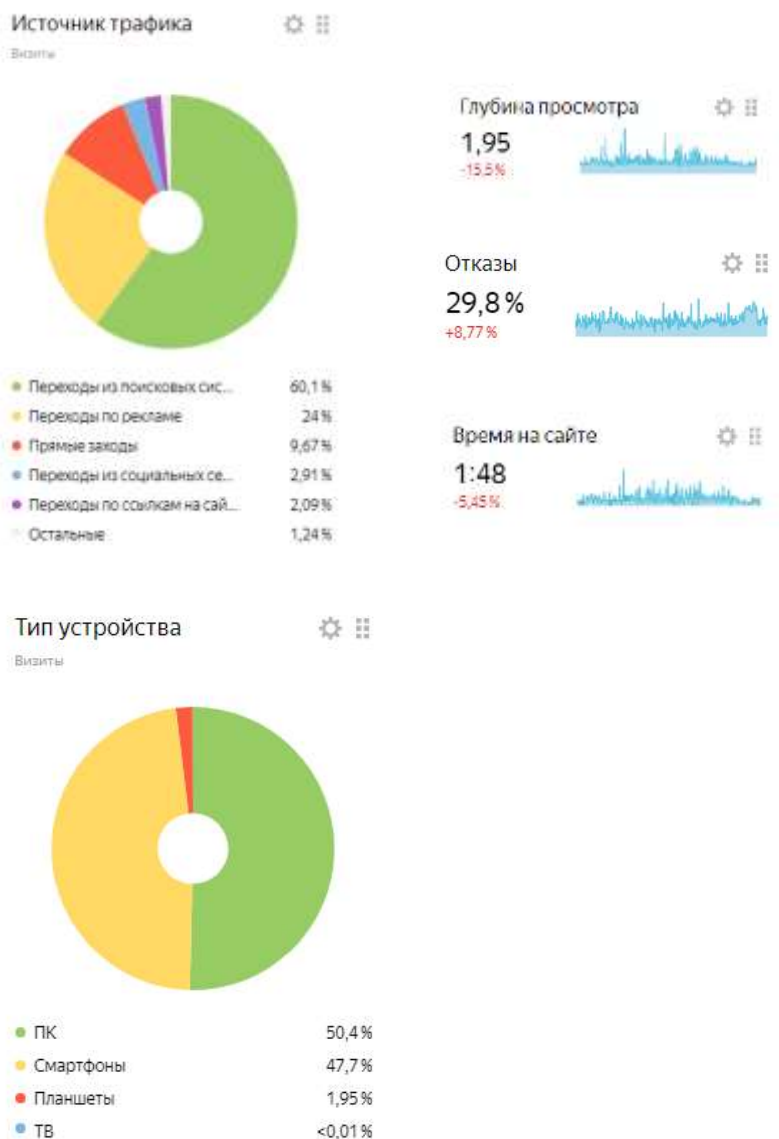 Источник трафика
Визиты
Переходы из поисковых сис... 60,1 %
Переходы по рекламе 24 %
Прямые заходы 9,67 %
Переходы из социальных се... 2,91 %
Переходы по ссылкам на сай... 2,09 %
Остальные 1,24 %
Глубина просмотра
1,95
-15,5 %
Отказы
29,8 %
+8,77 %
Время на сайте
1:48
-5,45 %
Тип устройства
Визиты
ПК 50,4 %
Смартфоны 47,7 %
Планшеты 1,95 %
ТВ <0,01 %